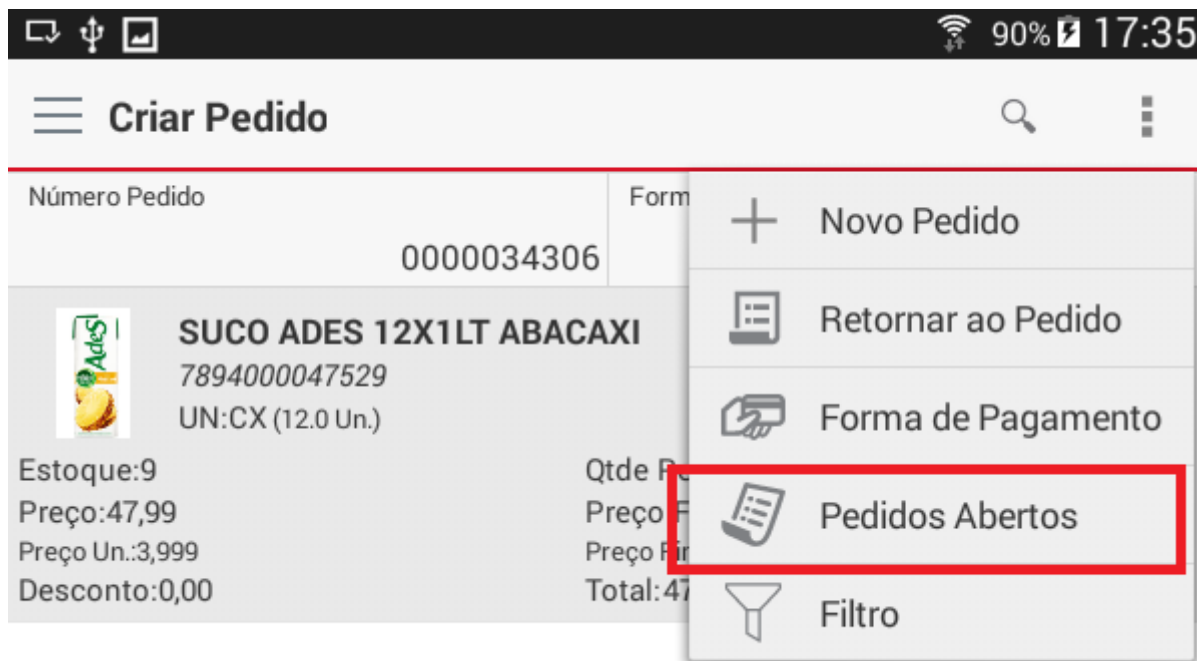 90% 17:35
Criar Pedido
Número Pedido
Form
0000034306
Novo Pedido
Retornar ao Pedido
Forma de Pagamento
Pedidos Abertos
Filtro
AdeS
SUCO ADES 12X1LT ABACAXI
7894000047529
UN:CX (12.0 Un.)
Estoque:9
Qtde
Preço:47,99
Preço F
Preço Un.:3,999
Preço Fin
Desconto:0,00
Total:47